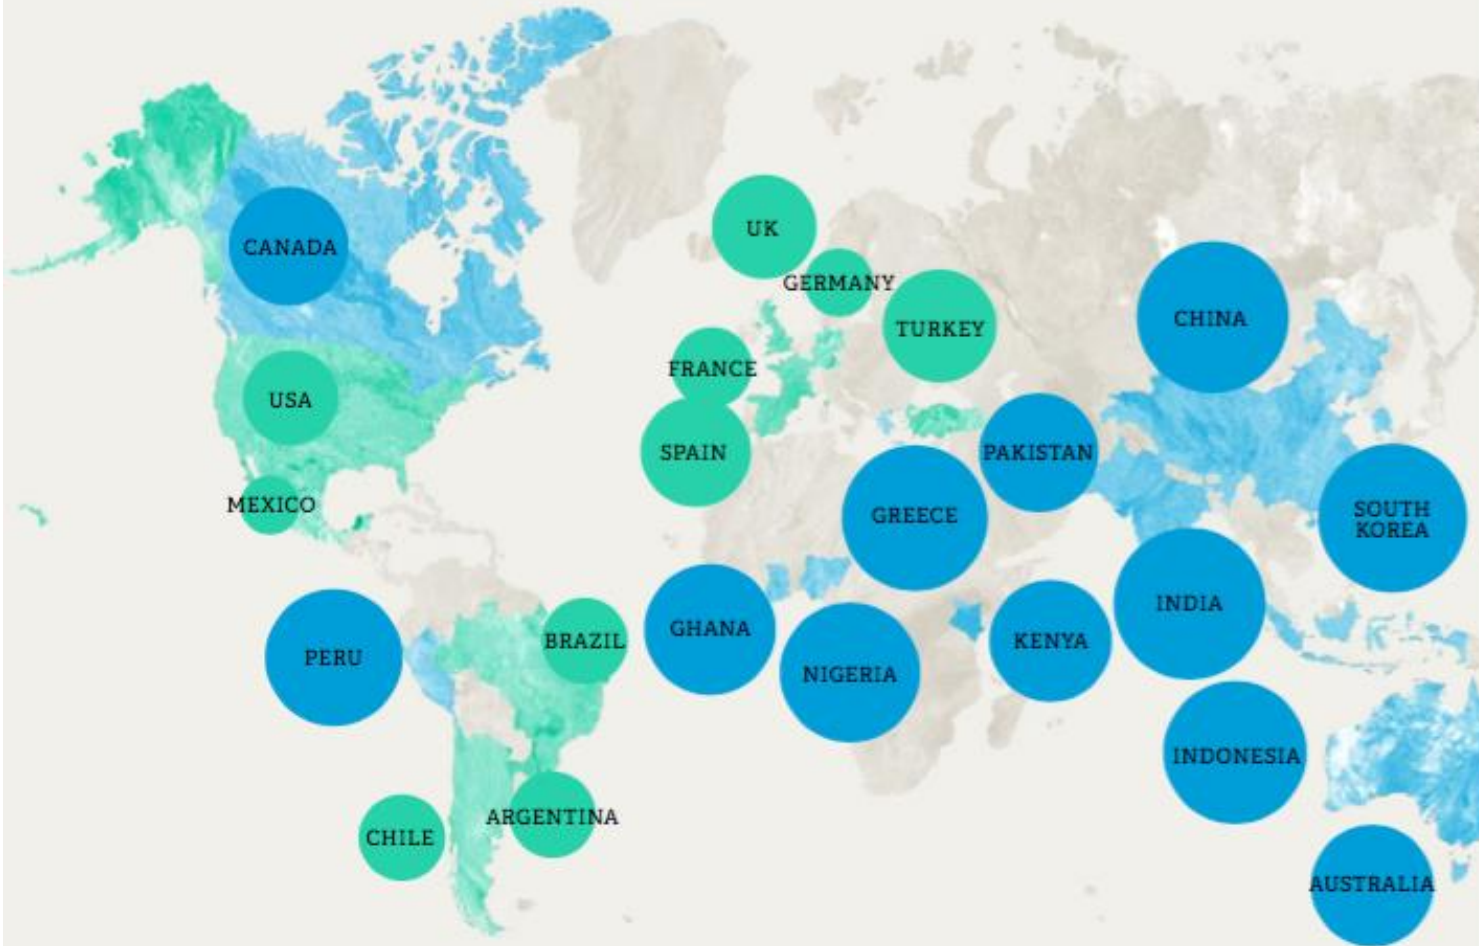 UK
CANADA
GERMANY
CHINA
TURKEY
FRANCE
USA
SPAIN
PAKISTAN
MEXICO
GREECE
SOUTH
KOREA
INDIA
GHANA
BRAZIL
KENYA
PERU
NIGERIA
INDONESIA
ARGENTINA
CHILE
AUSTRALIA